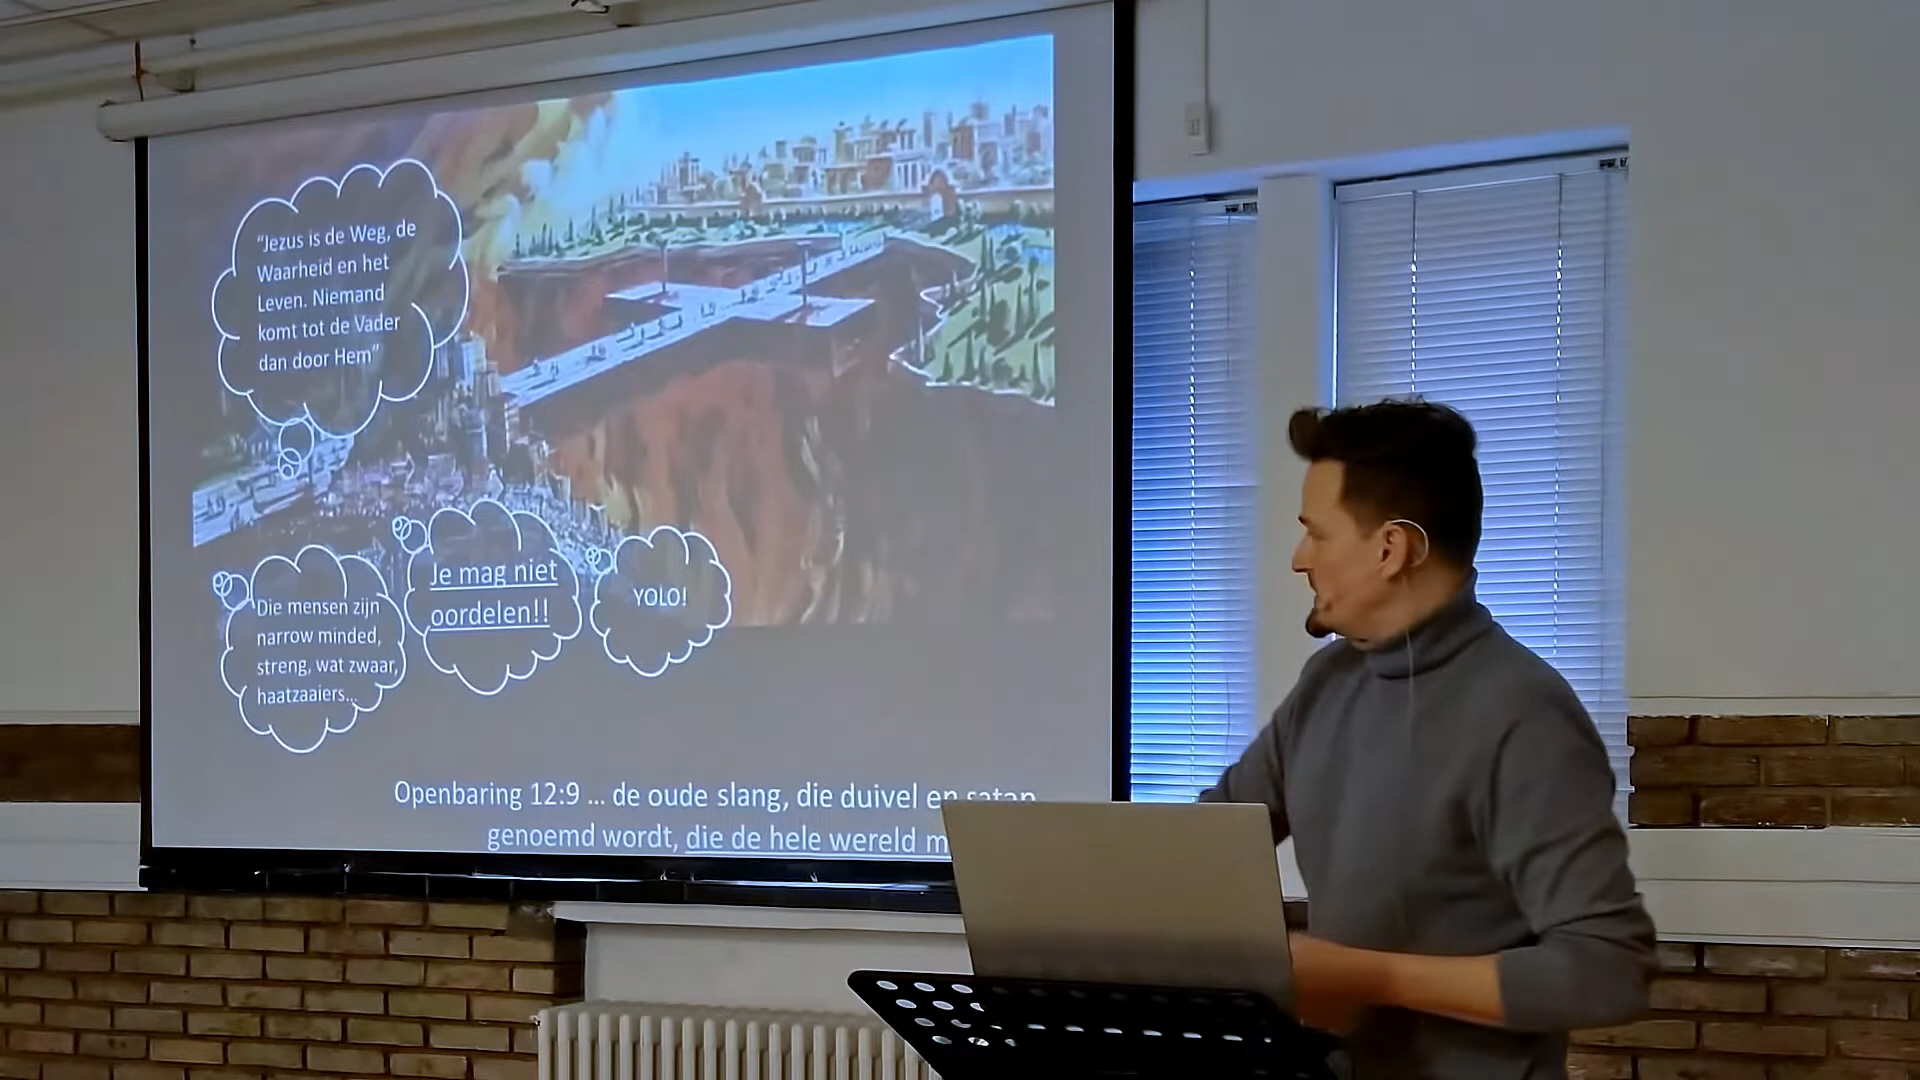 “Jezus is de Weg, de
Waarheid en het
Leven. Niemand
komt tot de Vader
dan door Hem”
Die mensen zijn
narrow minded,
streng, wat zwaar,
haatzaaiers...
Je mag niet
oordelen!!
YOLO!
Openbaring 12:9 ... de oude slang, die duivel en satan
genoemd wordt, die de hele wereld